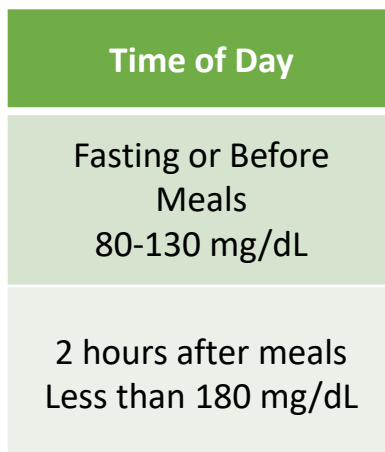 Time of Day
Fasting or Before
Meals
80-130 mg/dL
2 hours after meals
Less than 180 mg/dL